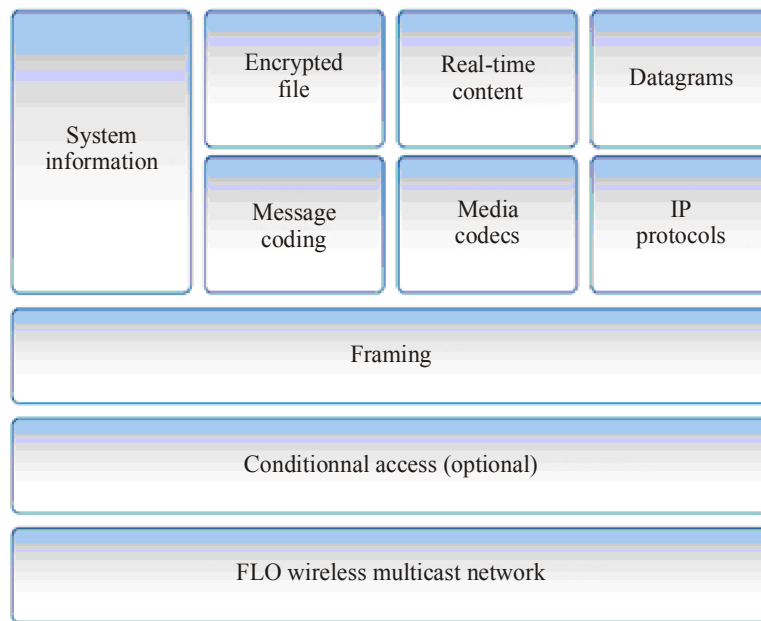 System
information
Encrypted
file
Real-time
content
Datagrams
Message
coding
Media
codecs
IP
protocols
Framing
Conditionnal access (optional)
FLO wireless multicast network